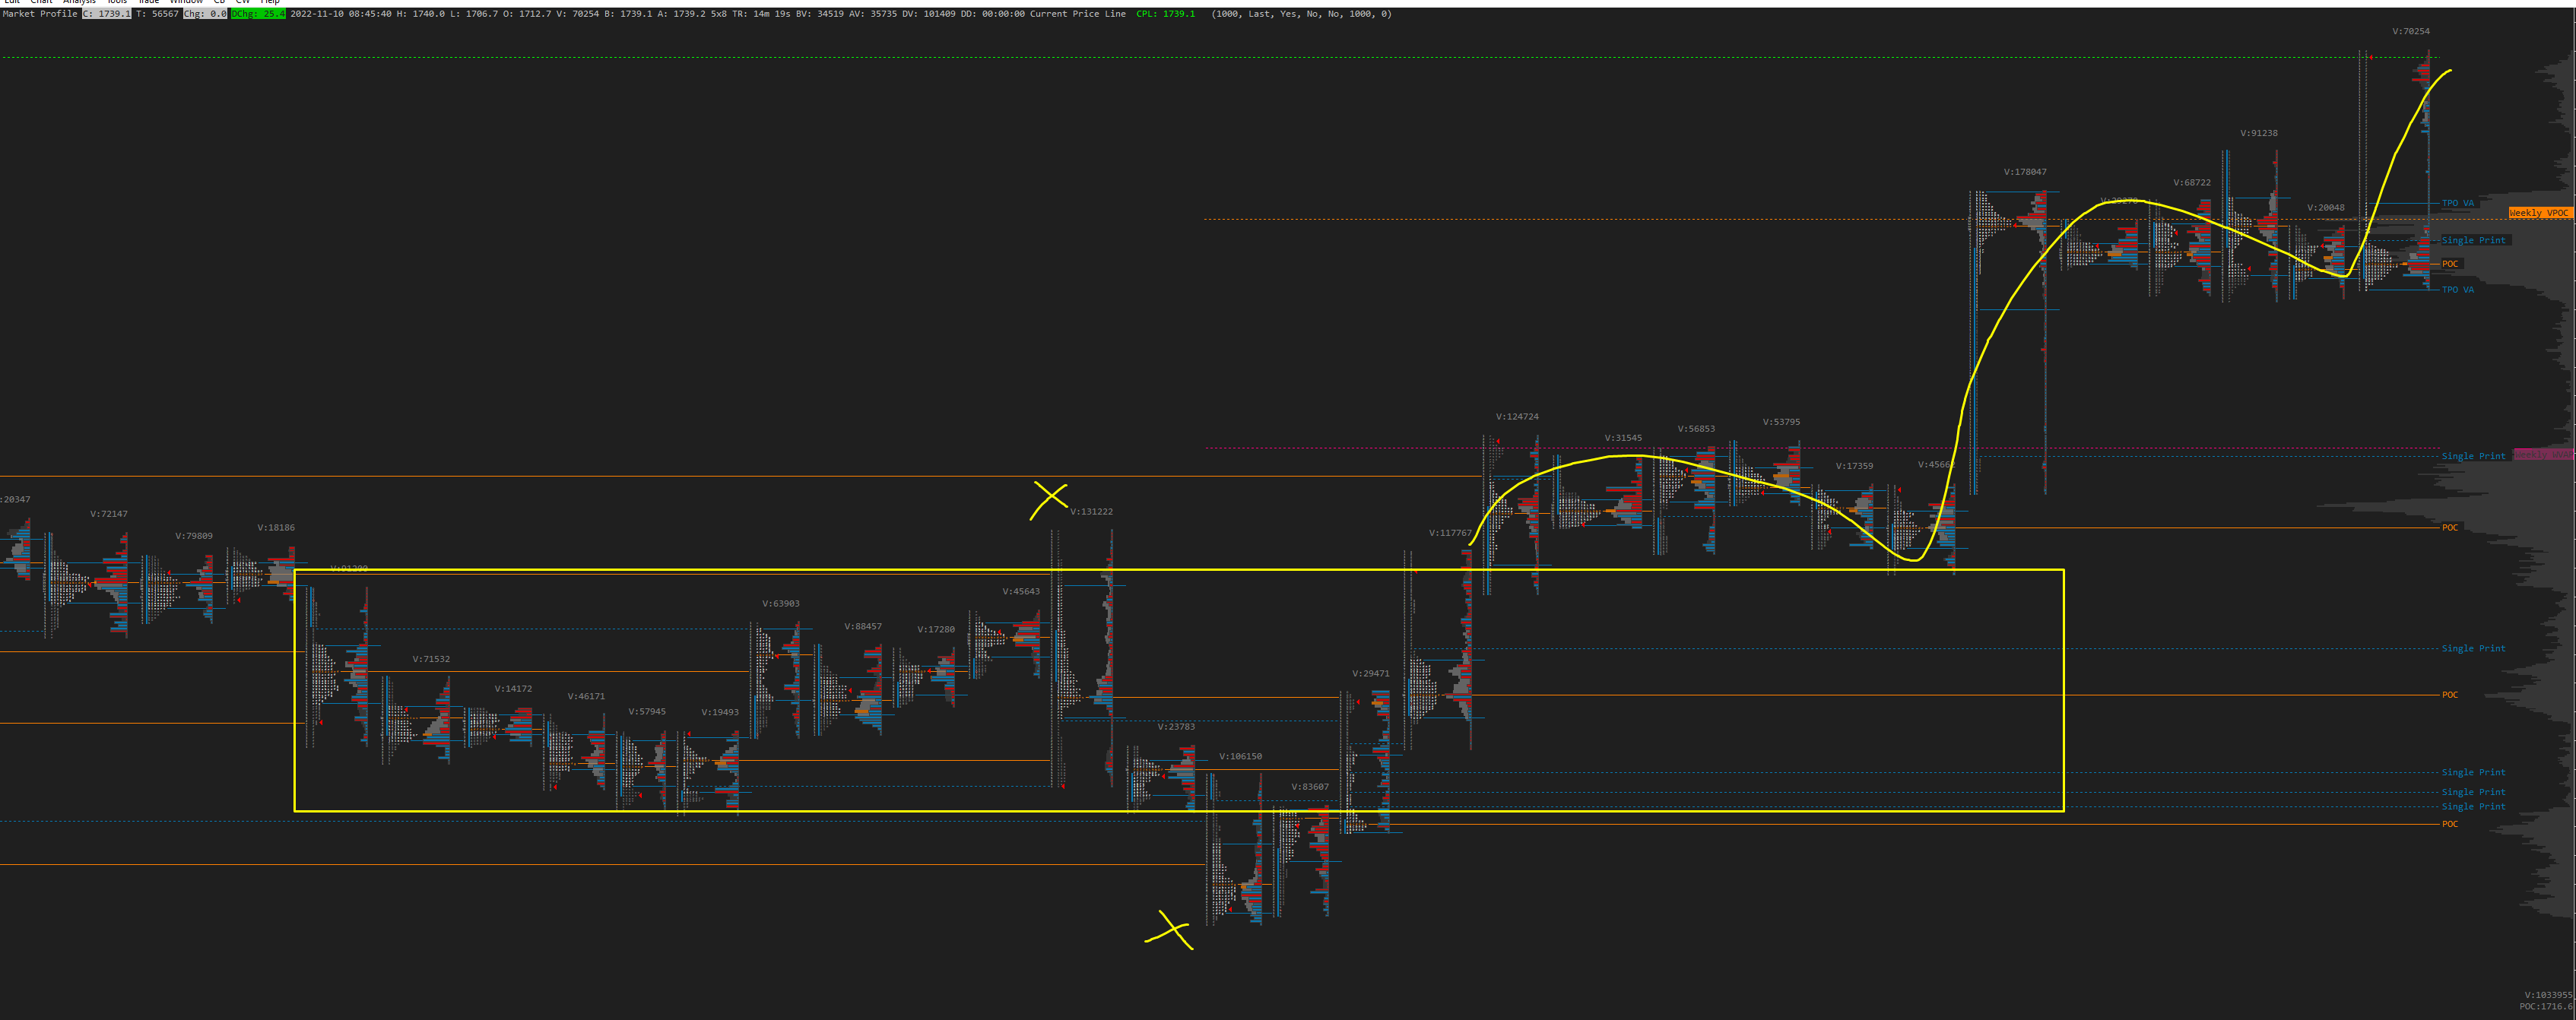 Edit Chart Analysis Tools Trade Window CB CW Help
Market Profile C: 1739.1 T: 56567 Chg: 0.0 DChg: 25.4 2022-11-10 08:45:40 H: 1740.0 L: 1706.7 O: 1712.7 V: 70254 B: 1739.1 A: 1739.2 5x8 TR: 14m 19s BV: 34519 AV: 35735 DV: 101409 DD: 00:00:00 Current Price Line CPL: 1739.1 (1000, Last, Yes, No, No, 1000, 0)
V:70254
V:91238
V:178047
V:68722
TPO VA
V:20048
Weekly VPOC
Single Print
POC
TPO VA
V:124724
V:53795
V:56853
V:31545
Single Print
V:17359
:20347
V:131222
V:72147
V:18186
POC
V:79809
V:117767
V:45643
V:63903
V:88457
V:17280
Single Print
V:71532
V:29471
V:14172
POC
V:46171
V:57945
V:19493
V:23783
V:106150
Single Print
V:83607
Single Print
Single Print
POC
V:1033955
POC:1716.6